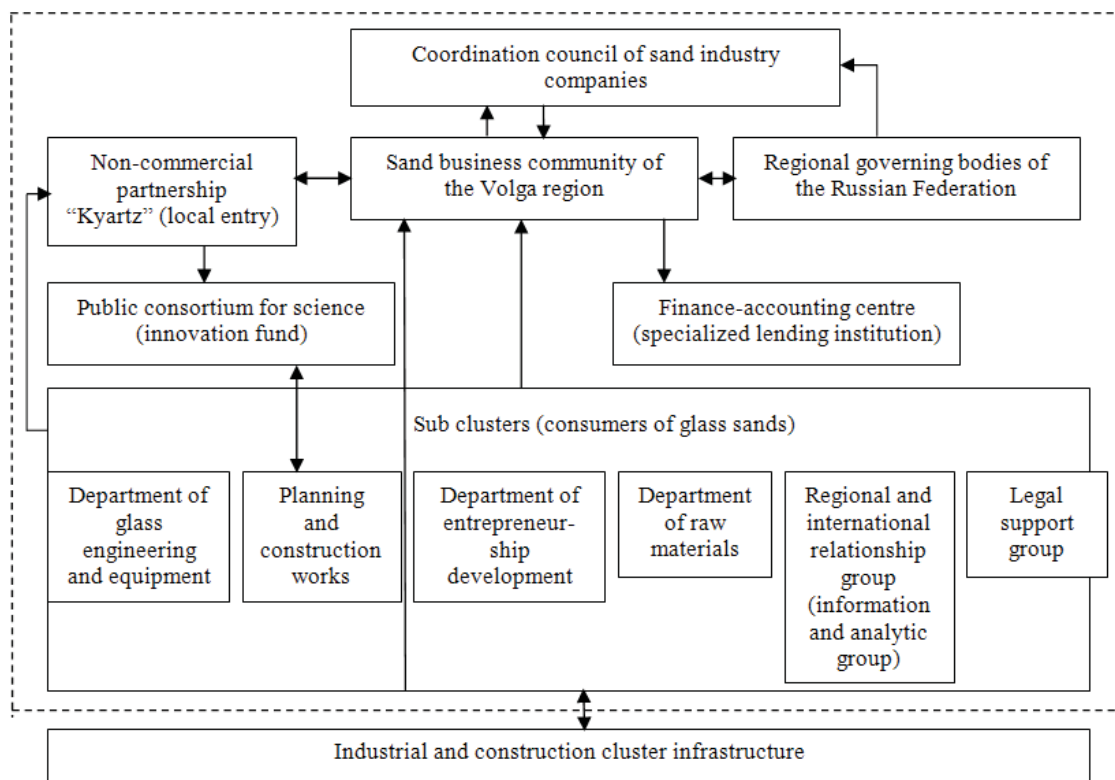 Coordination council of sand industry
companies
Non-commercial
partnership
“Kyartz” (local entry)
Sand business community of
the Volga region
Regional governing bodies of
the Russian Federation
Public consortium for science
(innovation fund)
Finance-accounting centre
(specialized lending institution)
Sub clusters (consumers of glass sands)
Department of
glass
engineering
and equipment
Planning
and
construction
works
Department of
entrepreneur-
ship
development
Department
of raw
materials
Regional and
international
relationship
group
(information
and analytic
group)
Legal
support
group
Industrial and construction cluster infrastructure